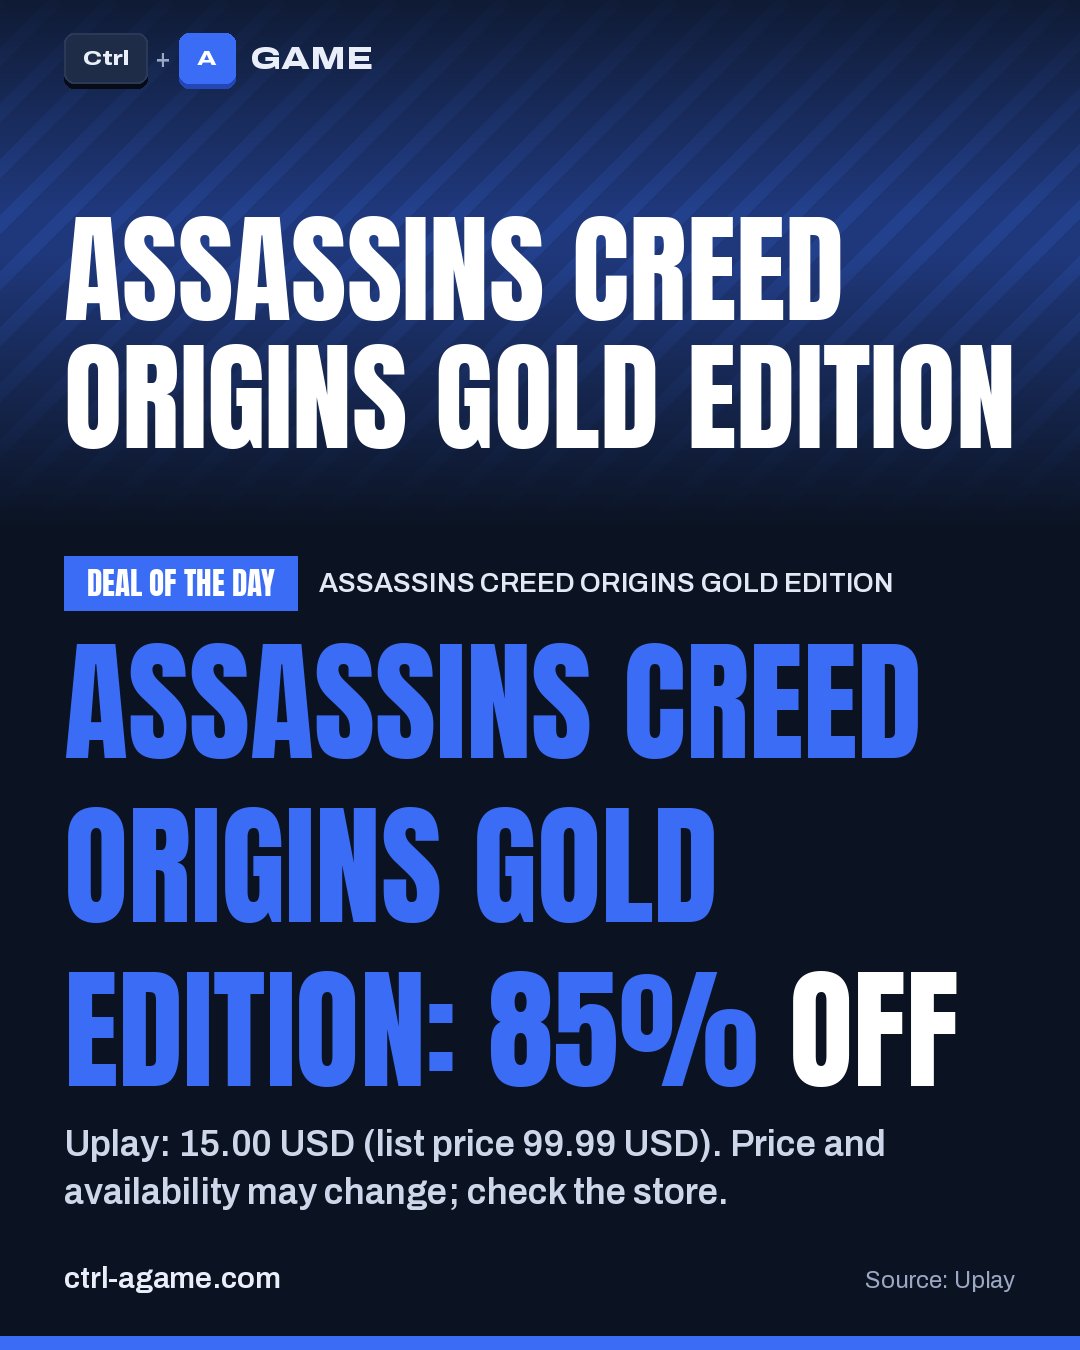 Ctrl + A GAME
ASSASSINS CREED
ORIGINS GOLD EDITION
DEAL OF THE DAY ASSASSINS CREED ORIGINS GOLD EDITION
ASSASSINS CREED
ORIGINS GOLD
EDITION: 85% OFF
Uplay: 15.00 USD (list price 99.99 USD). Price and
availability may change; check the store.
ctrl-agame.com Source: Uplay